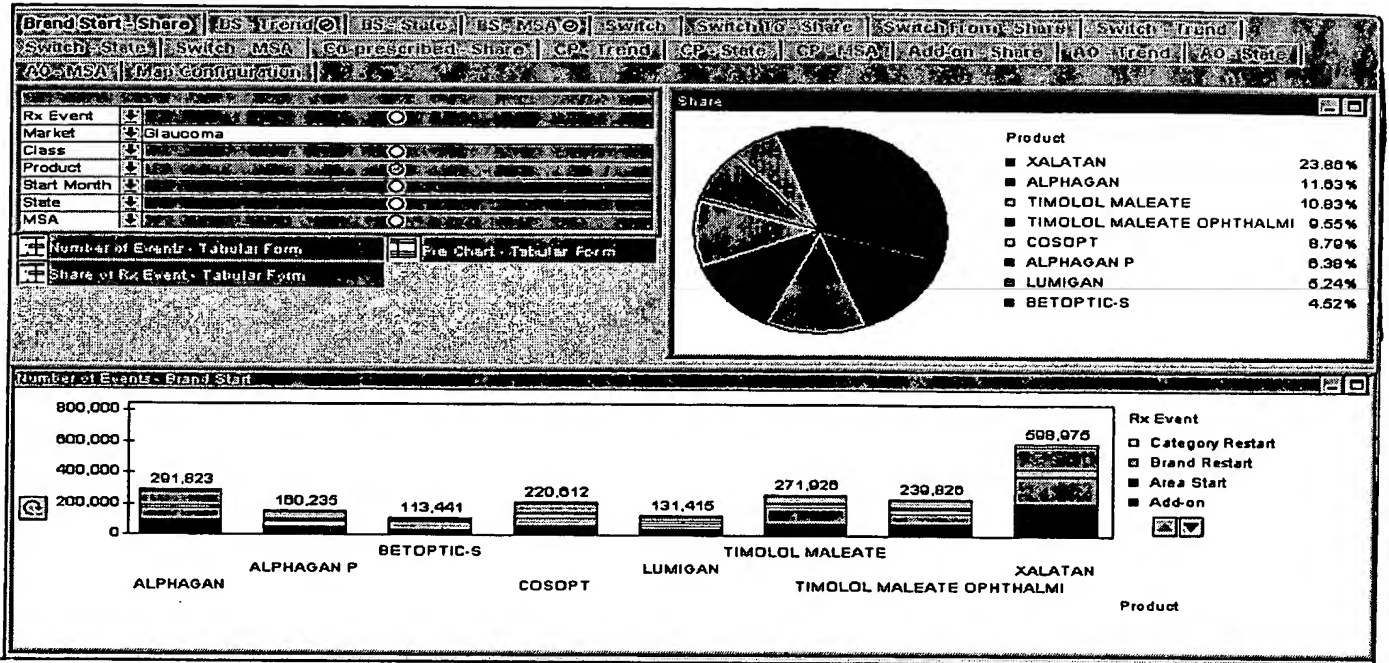 Brand Start - Share BS - Trend BS - State BS - MSA Switch Switch To - Share Switch From - Share Switch - Trend
Switch - State Switch - MSA Co-prescribed - Share CP - Trend CP - State CP - MSA Add-on - Share AO - Trend AO - State
AO - MSA Map Configuration
Rx Event
Market Glaucoma
Class
Product
Start Month
State
MSA
Number of Events - Tabular Form Pie Chart - Tabular Form
Share of Rx Event - Tabular Form
Share
Product
XALATAN 23.86%
ALPHAGAN 11.63%
TIMOLOL MALEATE 10.83%
TIMOLOL MALEATE OPHTHALMI 9.55%
COSOPT 8.79%
ALPHAGAN P 6.38%
LUMIGAN 5.24%
BETOPTIC-S 4.52%
Number of Events - Brand Start
800,000
600,000
400,000
200,000
0
291,823
160,235
113,441
220,612
131,415
271,926
239,826
598,975
BETOPTIC-S TIMOLOL MALEATE
ALPHAGAN P LUMIGAN XALATAN
ALPHAGAN COSOPT TIMOLOL MALEATE OPHTHALMI
Product
Rx Event
Category Restart
Brand Restart
Area Start
Add-on